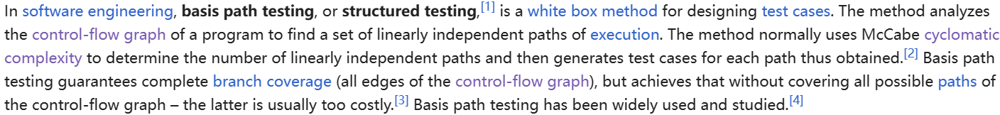 In software engineering, basis path testing, or structured testing,[1] is a white box method for designing test cases. The method analyzes
the control-flow graph of a program to find a set of linearly independent paths of execution. The method normally uses McCabe cyclomatic
complexity to determine the number of linearly independent paths and then generates test cases for each path thus obtained.[2] Basis path
testing guarantees complete branch coverage (all edges of the control-flow graph), but achieves that without covering all possible paths of
the control-flow graph – the latter is usually too costly.[3] Basis path testing has been widely used and studied.[4]